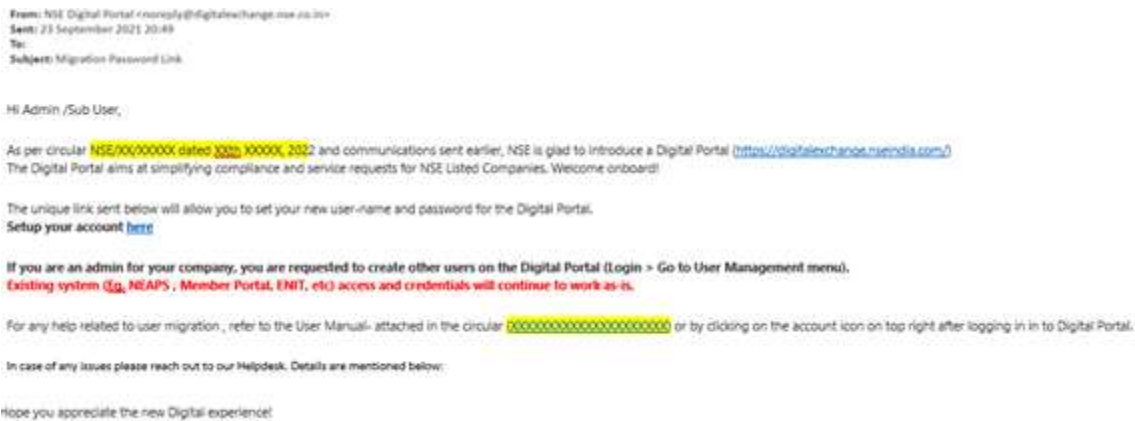 From: NSE Digital Portal <noreply@digitalexchange.nse.co.in>
Sent: 23 September 2021 20:49
To:
Subject: Migration Password Link
Hi Admin /Sub User,
As per circular NSE/XX/XXXXX dated XXth XXXXX, 2022 and communications sent earlier, NSE is glad to introduce a Digital Portal (https://digitalexchange.nseindia.com/)
The Digital Portal aims at simplifying compliance and service requests for NSE Listed Companies. Welcome onboard!
The unique link sent below will allow you to set your new user-name and password for the Digital Portal.
Setup your account here
If you are an admin for your company, you are requested to create other users on the Digital Portal (Login > Go to User Management menu).
Existing system (Eg. NEAPS , Member Portal, ENIT, etc) access and credentials will continue to work as-is.
For any help related to user migration , refer to the User Manual- attached in the circular or by clicking on the account icon on top right after logging in in to Digital Portal.
In case of any issues please reach out to our Helpdesk. Details are mentioned below:
Hope you appreciate the new Digital experience!